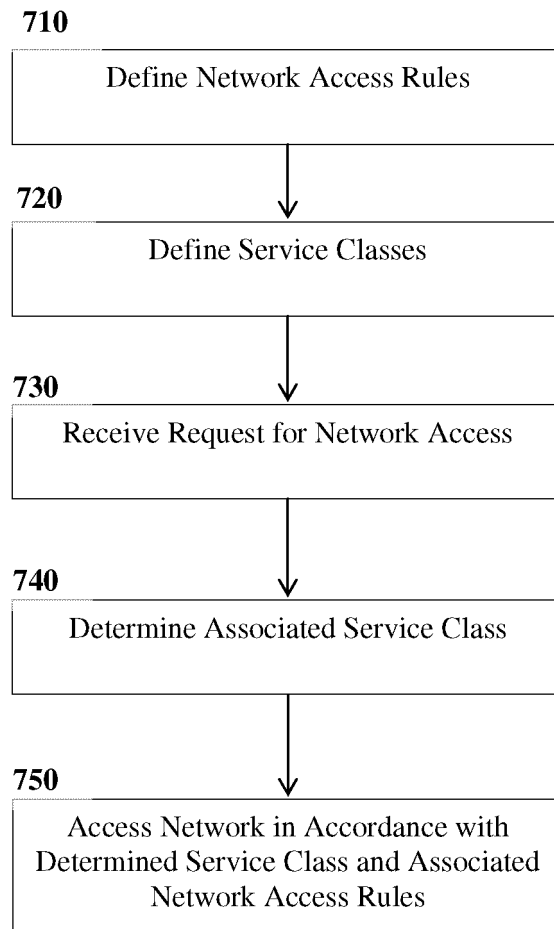 710
Define Network Access Rules
720
Define Service Classes
730
Receive Request for Network Access
740
Determine Associated Service Class
750
Access Network in Accordance with
Determined Service Class and Associated
Network Access Rules